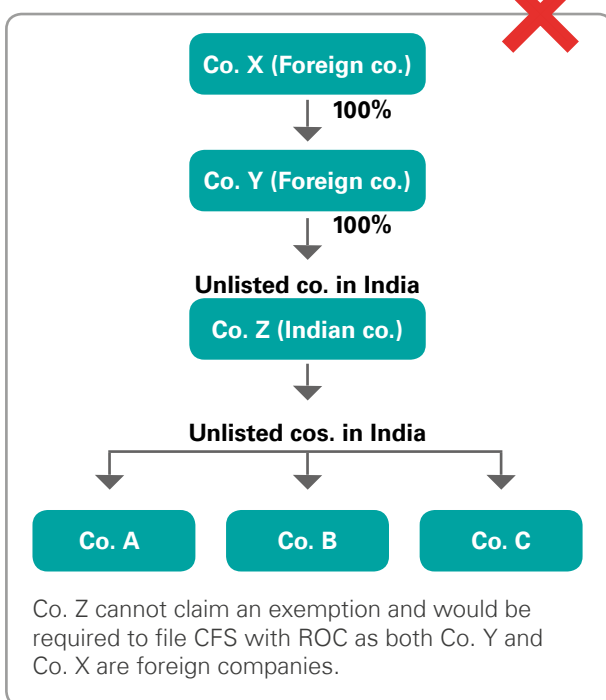 Co. X (Foreign co.)
100%
Co. Y (Foreign co.)
100%
Unlisted co. in India
Co. Z (Indian co.)
Unlisted cos. in India
Co. A
Co. B
Co. C
Co. Z cannot claim an exemption and would be
required to file CFS with ROC as both Co. Y and
Co. X are foreign companies.